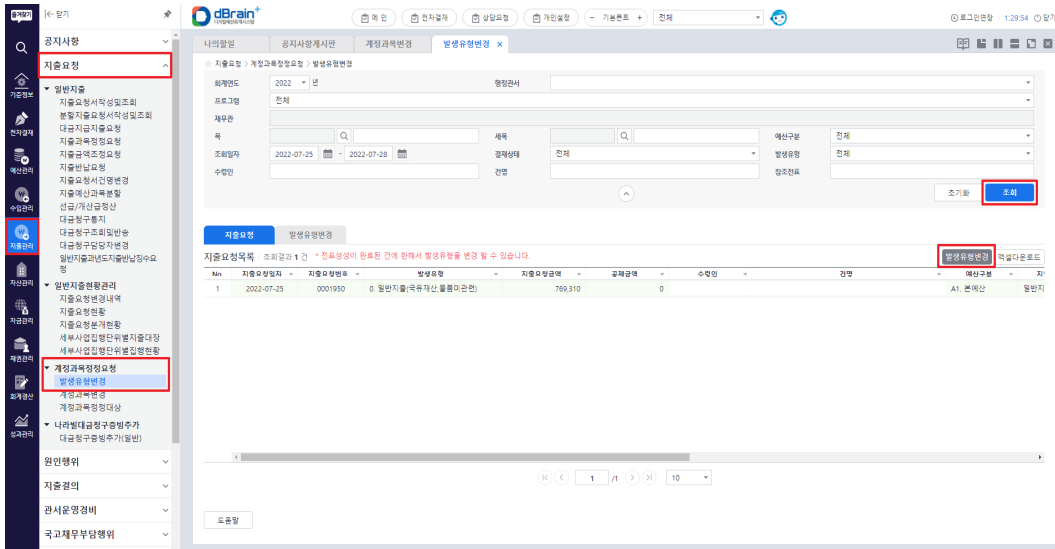 즐겨찾기
|← 닫기
dBrain+
디지털예산회계시스템
메 인
전자결재
상담요청
개인설정
− 기본폰트 +
전체
로그인연장
1:29:54
닫기
기준정보
전자결재
예산관리
수입관리
지출관리
자산관리
자금관리
채권관리
회계결산
성과관리
공지사항
지출요청
▼ 일반지출
지출요청서작성및조회
분할지출요청서작성및조회
대금지급지출요청
지출과목정정요청
지출금액조정요청
지출반납요청
지출요청서건명변경
지출예산과목분할
선급/개산급정산
대금청구통지
대금청구조회및반송
대금청구담당자변경
일반지출과년도지출반납징수요
청
▼ 일반지출현황관리
지출요청변경내역
지출요청현황
지출요청분개현황
세부사업집행단위별지출대장
세부사업집행단위별집행현황
▼ 계정과목정정요청
발생유형변경
계정과목변경
계정과목정정대상
▼ 나라빌대금청구증빙추가
대금청구증빙추가(일반)
원인행위
지출결의
관서운영경비
국고채무부담행위
나의할일
공지사항게시판
계정과목변경
발생유형변경 ×
지출요청 > 계정과목정정요청 > 발생유형변경
회계연도 2022 년 행정관서
프로그램 전체
재무관
목 세목 예산구분 전체
조회일자 2022-07-25 - 2022-07-28 결재상태 전체 발생유형 전체
수령인 건명 참조전표
초기화 조회
지출요청 발생유형변경
지출요청목록 | 조회결과 1 건 * 전표생성이 완료된 건에 한해서 발생유형을 변경 할 수 있습니다.
발생유형변경 엑셀다운로드
No 지출요청일자 지출요청번호 발생유형 지출요청금액 공제금액 수령인 건명 예산구분
1 2022-07-25 0001950 0. 일반지출(국유재산,물품미관련) 769,310 0 A1. 본예산 일반지
1 /1 10
도움말